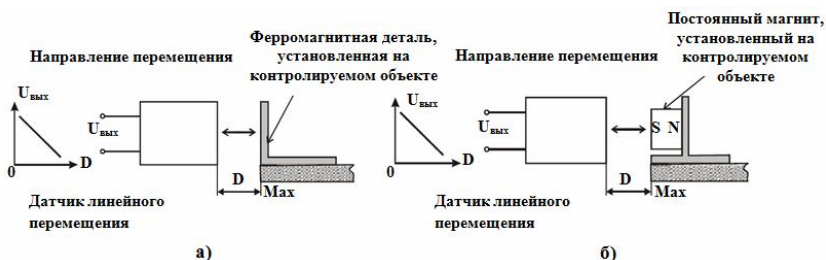 Направление перемещения
Ферромагнитная деталь,
установленная на
контролируемом объекте
Uвых
Uвых
0
D
D
Max
Датчик линейного
перемещения
а)
Направление перемещения
Постоянный магнит,
установленный на
контролируемом
объекте
Uвых
Uвых
S N
0
D
D
Max
Датчик линейного
перемещения
б)